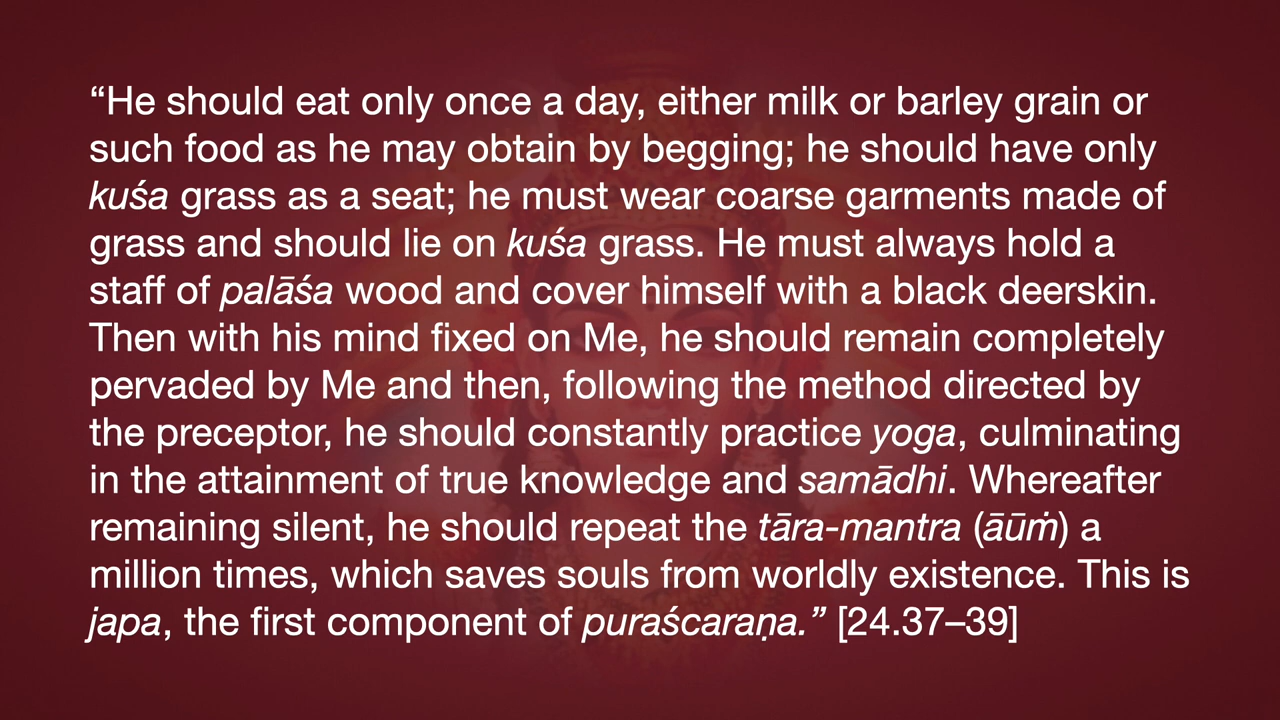 “He should eat only once a day, either milk or barley grain or
such food as he may obtain by begging; he should have only
kuśa grass as a seat; he must wear coarse garments made of
grass and should lie on kuśa grass. He must always hold a
staff of palāśa wood and cover himself with a black deerskin.
Then with his mind fixed on Me, he should remain completely
pervaded by Me and then, following the method directed by
the preceptor, he should constantly practice yoga, culminating
in the attainment of true knowledge and samādhi. Whereafter
remaining silent, he should repeat the tāra-mantra (āūṁ) a
million times, which saves souls from worldly existence. This is
japa, the first component of puraścaraṇa.” [24.37–39]